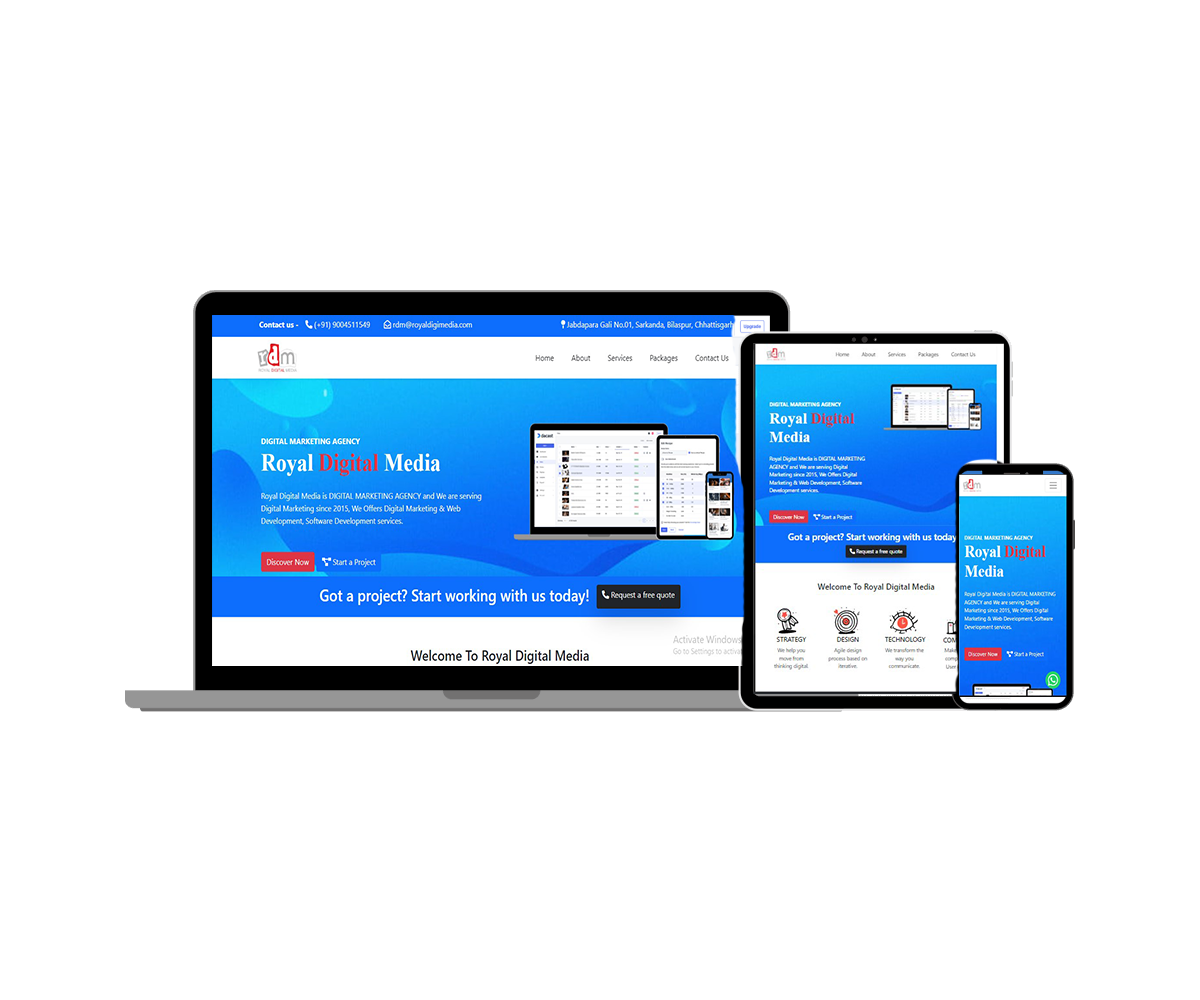 Contact us - (+91) 9004511549 rdm@royaldigimedia.com Jabdapara Gali No.01, Sarkanda, Bilaspur, Chhattisgarh
Upgrade
rdm
ROYAL DIGITAL MEDIA
Home About Services Packages Contact Us
DIGITAL MARKETING AGENCY
Royal Digital Media
Royal Digital Media is DIGITAL MARKETING AGENCY and We are serving
Digital Marketing since 2015, We Offers Digital Marketing & Web
Development, Software Development services.
Discover Now Start a Project
Got a project? Start working with us today! Request a free quote
Activate Windows
Go to Settings to activa
Welcome To Royal Digital Media
rdm
Home About Services Packages Contact Us
DIGITAL MARKETING AGENCY
Royal Digital
Media
Royal Digital Media is DIGITAL MARKETING
AGENCY and We are serving Digital
Marketing since 2015, We Offers Digital
Marketing & Web Development, Software
Development services.
Discover Now Start a Project
Got a project? Start working with us today
Request a free quote
Welcome To Royal Digital Media
STRATEGY
We help you
move from
thinking digital.
DESIGN
Agile design
process based on
iterative.
TECHNOLOGY
We transform the
way you
communicate.
COM
Make
comp
User
rdm
DIGITAL MARKETING AGENCY
Royal Digital
Media
Royal Digital Media is DIGITAL MARKETING
AGENCY and We are serving Digital
Marketing since 2015, We Offers Digital
Marketing & Web Development, Software
Development services.
Discover Now Start a Project